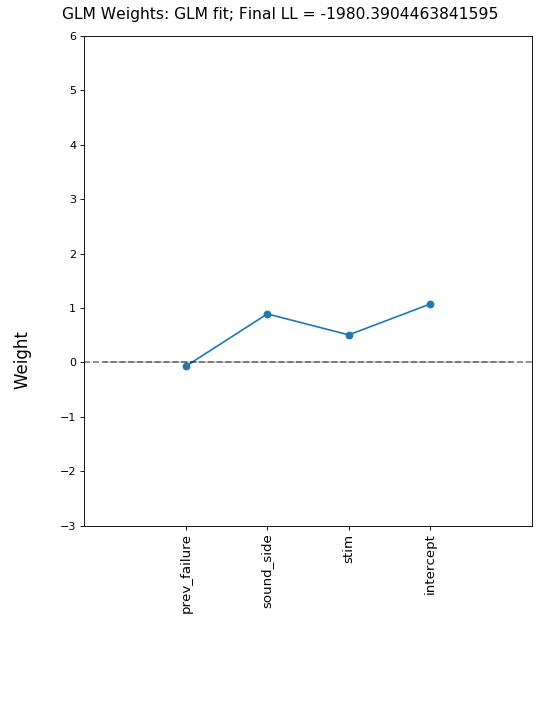 GLM Weights: GLM fit; Final LL = -1980.3904463841595
6
5
4
3
2
1
0
−1
−2
−3
Weight
prev_failure
sound_side
stim
intercept